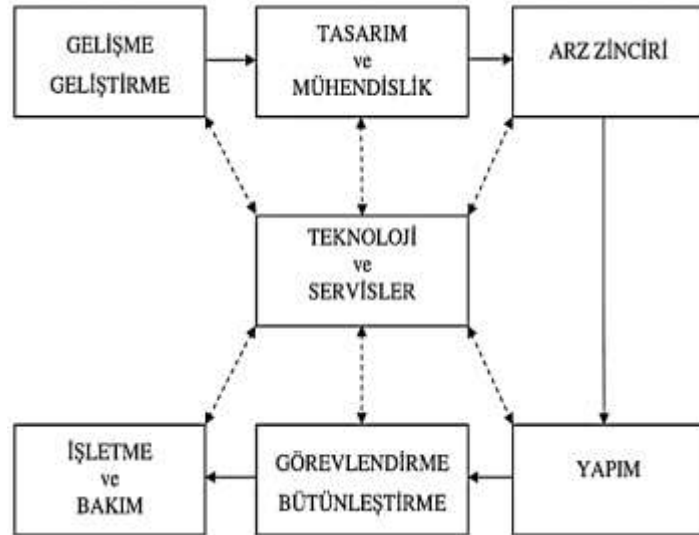 GELİŞME
GELİŞTİRME
TASARIM
ve
MÜHENDİSLİK
ARZ ZİNCİRİ
TEKNOLOJİ
ve
SERVİSLER
İŞLETME
ve
BAKIM
GÖREVLENDİRME
BÜTÜNLEŞTİRME
YAPIM